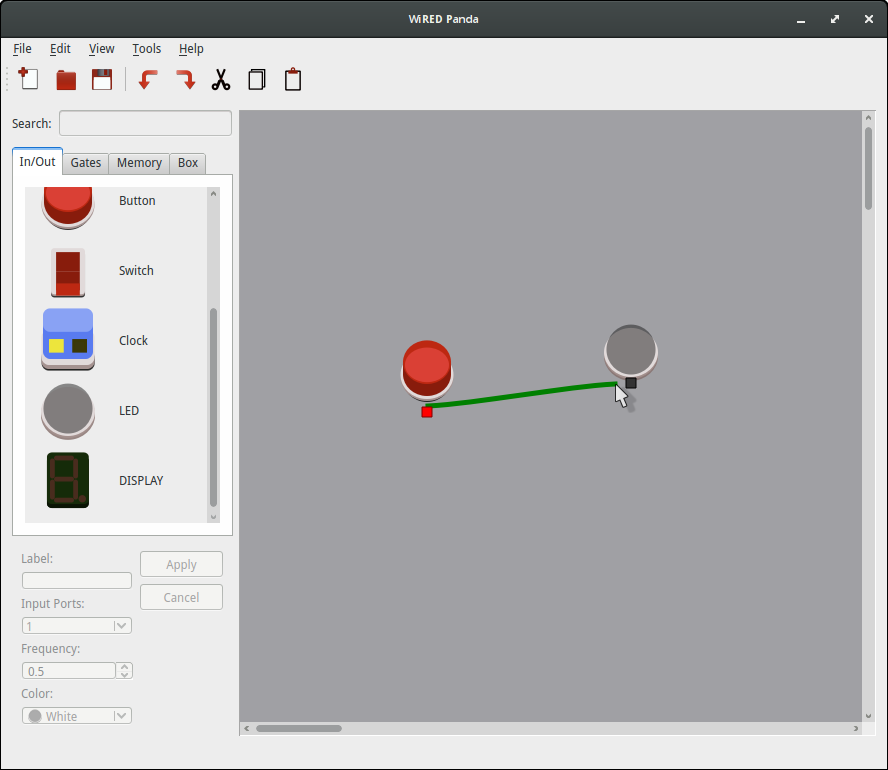 WiRED Panda
File Edit View Tools Help
Search:
In/Out Gates Memory Box
Button
Switch
Clock
LED
DISPLAY
Label:
Apply
Cancel
Input Ports:
1
Frequency:
0.5
Color:
White